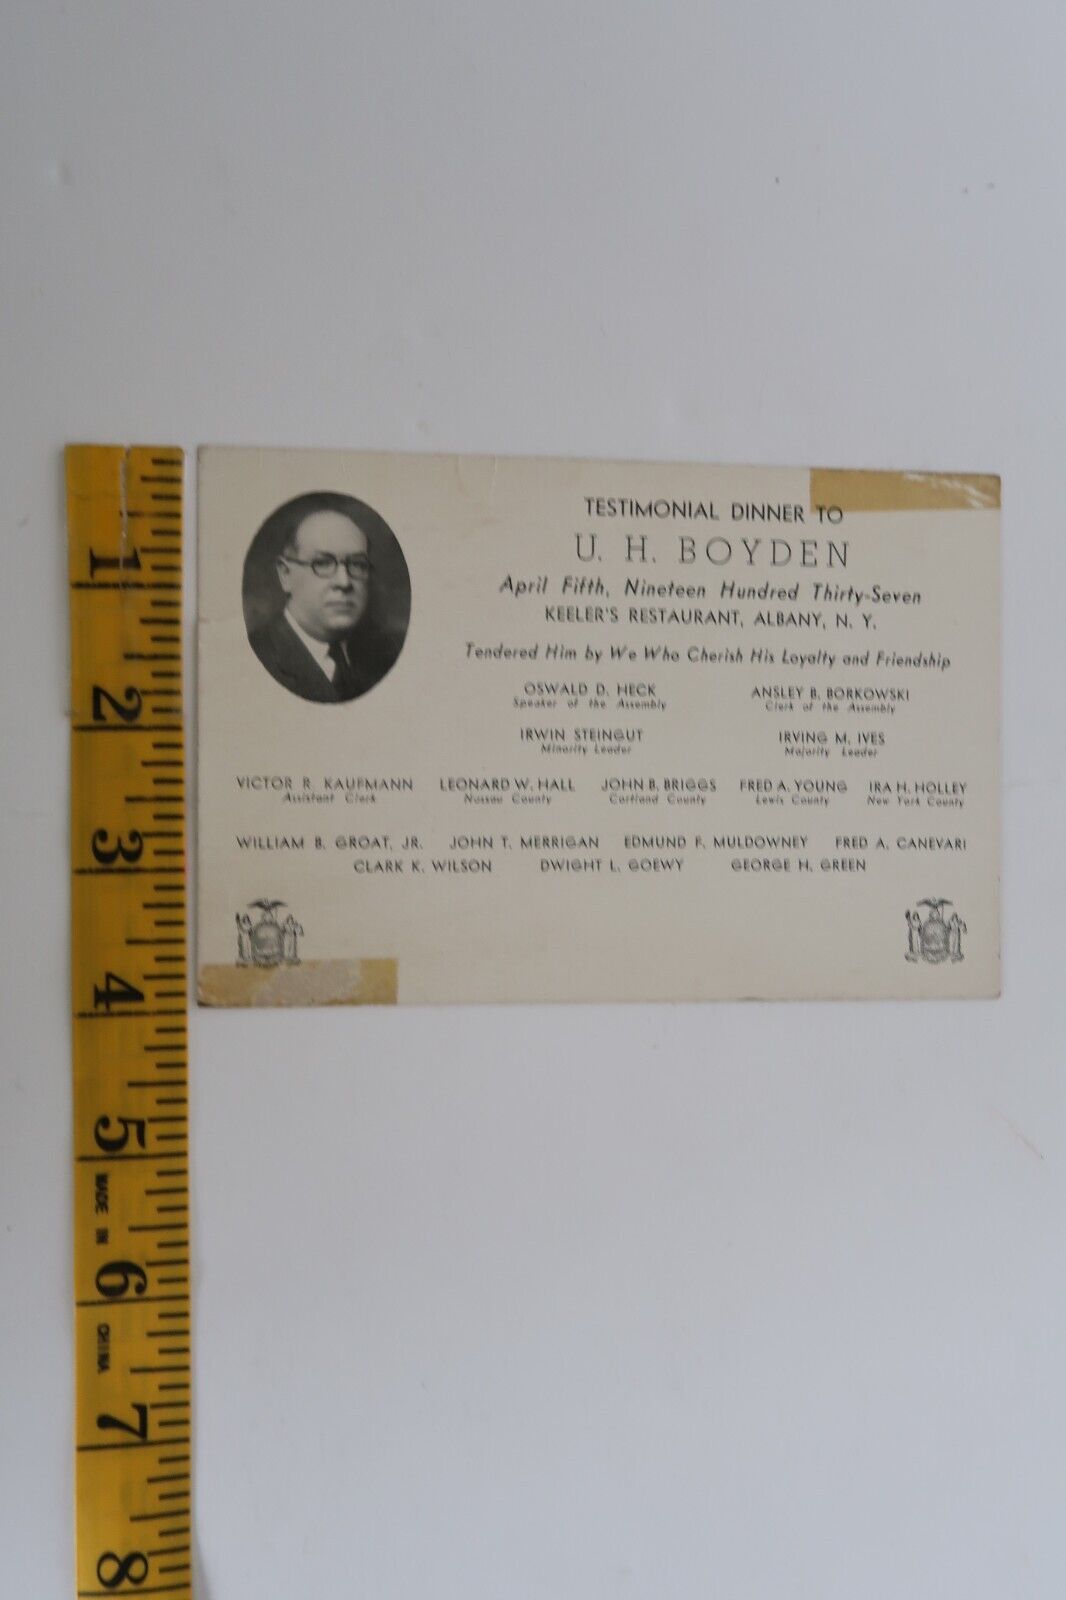 TESTIMONIAL DINNER TO
U. H. BOYDEN
April Fifth, Nineteen Hundred Thirty-Seven
KEELER'S RESTAURANT, ALBANY, N. Y.
Tendered Him by We Who Cherish His Loyalty and Friendship
OSWALD D. HECK ANSLEY B. BORKOWSKI
Speaker of the Assembly Clerk of the Assembly
IRWIN STEINGUT IRVING M. IVES
Minority Leader Majority Leader
VICTOR R. KAUFMANN LEONARD W. HALL JOHN B. BRIGGS FRED A. YOUNG IRA H. HOLLEY
Assistant Clerk Nassau County Cortland County Lewis County New York County
WILLIAM B. GROAT, JR. JOHN T. MERRIGAN EDMUND F. MULDOWNEY FRED A. CANEVARI
CLARK K. WILSON DWIGHT L. GOEWY GEORGE H. GREEN
1
2
3
4
5
MADE IN
6
CHINA
7
8